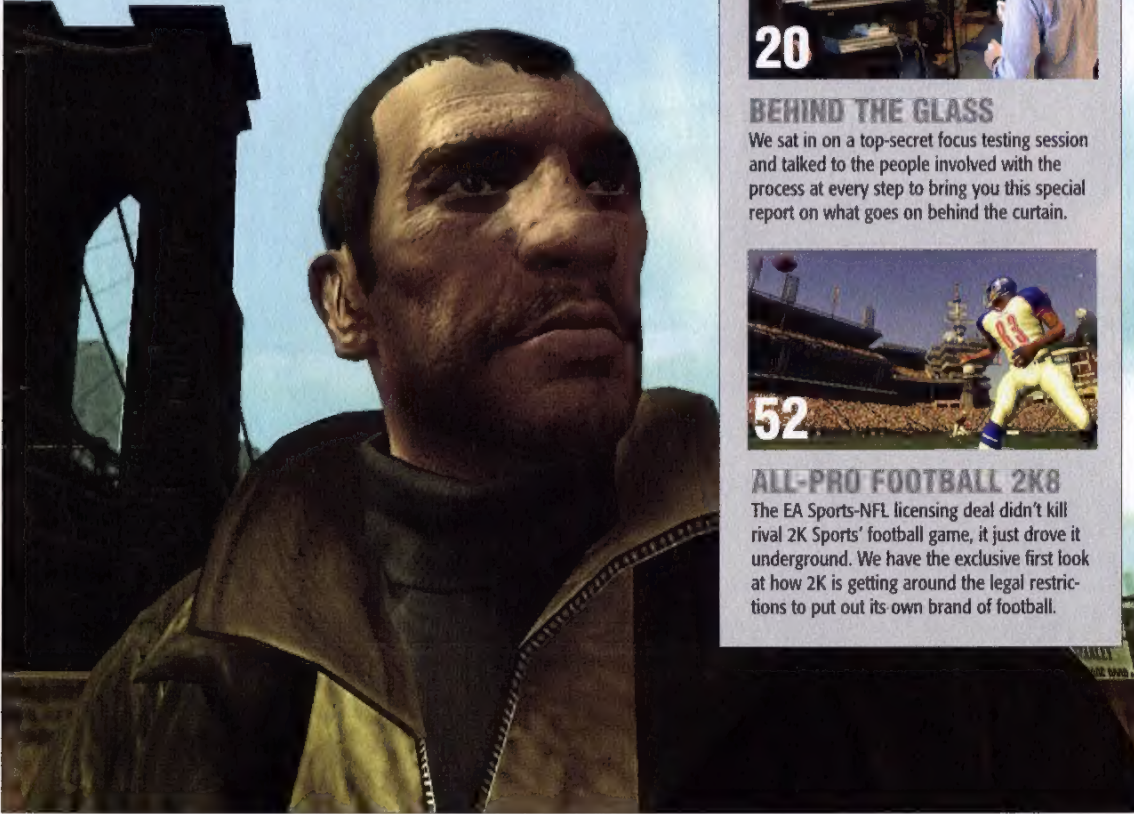 20
BEHIND THE GLASS
We sat in on a top-secret focus testing session
and talked to the people involved with the
process at every step to bring you this special
report on what goes on behind the curtain.
83
52
ALL-PRO FOOTBALL 2K8
The EA Sports-NFL licensing deal didn't kill
rival 2K Sports' football game, it just drove it
underground. We have the exclusive first look
at how 2K is getting around the legal restric-
tions to put out its own brand of football.